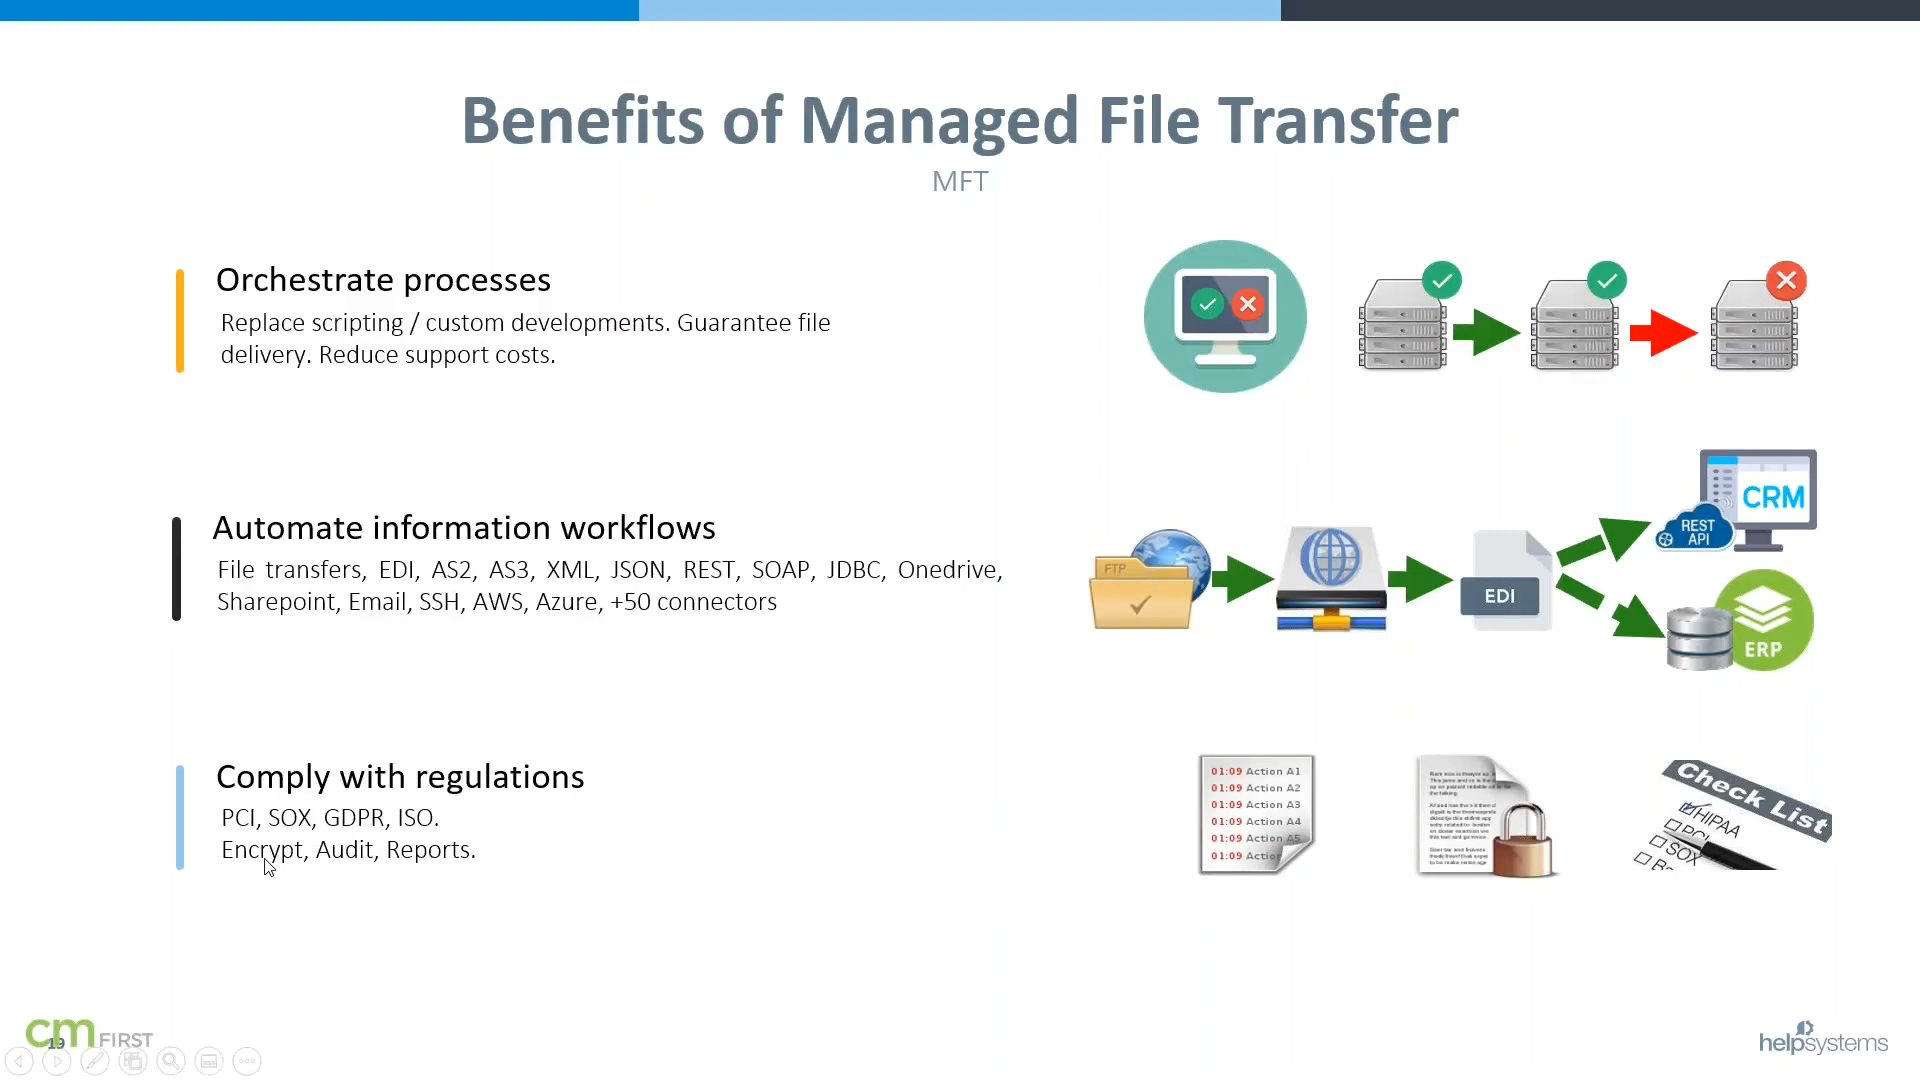 Benefits of Managed File Transfer
MFT
Orchestrate processes
Replace scripting / custom developments. Guarantee file
delivery. Reduce support costs.
CRM
REST
API
Automate information workflows
File transfers, EDI, AS2, AS3, XML, JSON, REST, SOAP, JDBC, Onedrive,
Sharepoint, Email, SSH, AWS, Azure, +50 connectors
FTP
EDI
ERP
Comply with regulations
PCI, SOX, GDPR, ISO.
Encrypt, Audit, Reports.
01:09 Action A1
01:09 Action A2
01:09 Action A3
01:09 Action A4
01:09 Action A5
01:09 Action
Check List
HIPAA
PCI
SOX
cm FIRST
19
helpsystems